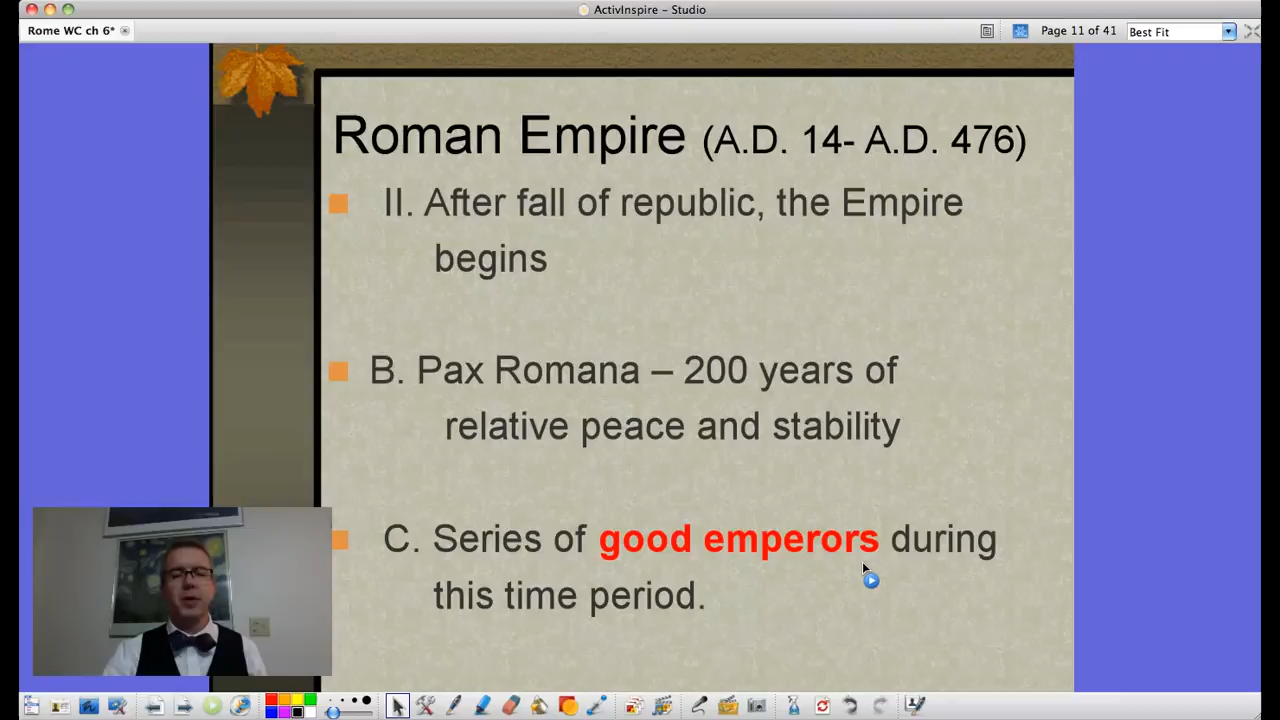 ActivInspire – Studio
Rome WC ch 6*
Page 11 of 41
Best Fit
Roman Empire (A.D. 14- A.D. 476)
II. After fall of republic, the Empire
begins
B. Pax Romana – 200 years of
relative peace and stability
C. Series of good emperors during
this time period.